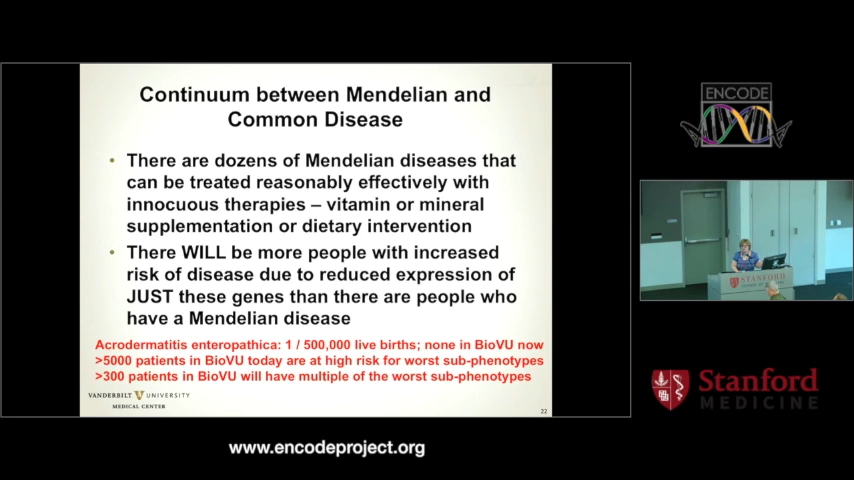 Continuum between Mendelian and
Common Disease
• There are dozens of Mendelian diseases that
can be treated reasonably effectively with
innocuous therapies – vitamin or mineral
supplementation or dietary intervention
• There WILL be more people with increased
risk of disease due to reduced expression of
JUST these genes than there are people who
have a Mendelian disease
Acrodermatitis enteropathica: 1 / 500,000 live births; none in BioVU now
>5000 patients in BioVU today are at high risk for worst sub-phenotypes
>300 patients in BioVU will have multiple of the worst sub-phenotypes
VANDERBILT UNIVERSITY
MEDICAL CENTER
22
ENCODE
STANFORD
Stanford
MEDICINE
www.encodeproject.org